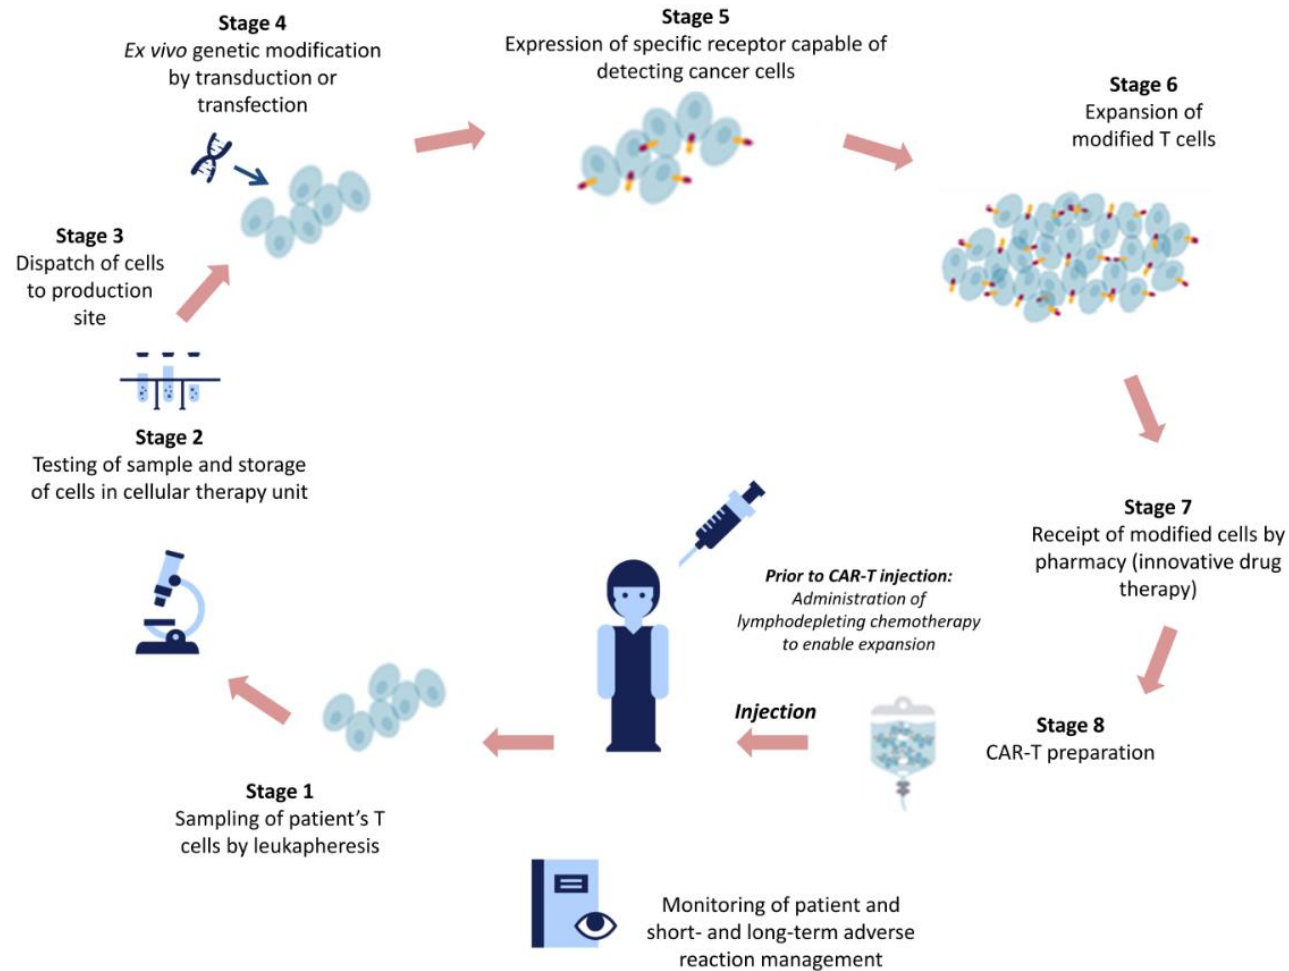 Stage 4
Ex vivo genetic modification
by transduction or
transfection
Stage 5
Expression of specific receptor capable of
detecting cancer cells
Stage 6
Expansion of
modified T cells
Stage 3
Dispatch of cells
to production
site
Stage 2
Testing of sample and storage
of cells in cellular therapy unit
Stage 7
Receipt of modified cells by
pharmacy (innovative drug
therapy)
Prior to CAR-T injection:
Administration of
lymphodepleting chemotherapy
to enable expansion
Injection
Stage 8
CAR-T preparation
Stage 1
Sampling of patient’s T
cells by leukapheresis
Monitoring of patient and
short- and long-term adverse
reaction management